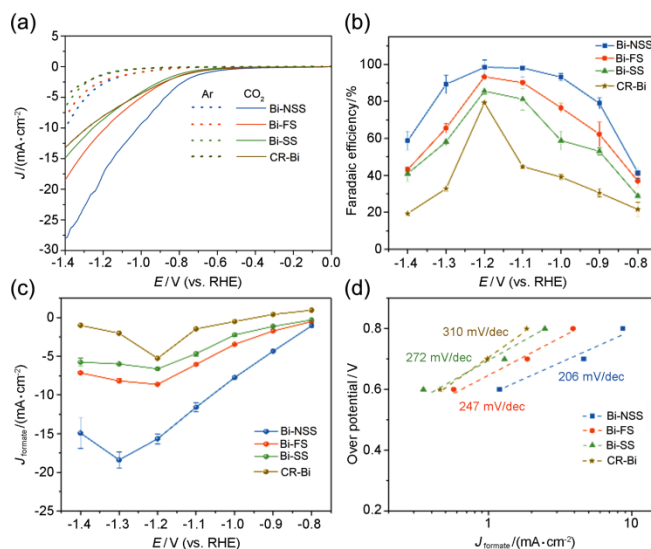 (a)
5
0
-5
-10
-15
-20
-25
-30
J/(mA·cm⁻²)
Ar CO₂
Bi-NSS
Bi-FS
Bi-SS
CR-Bi
-1.4 -1.2 -1.0 -0.8 -0.6 -0.4 -0.2 0.0
E / V (vs. RHE)
(b)
100
80
60
40
20
0
Faradaic efficiency/%
Bi-NSS
Bi-FS
Bi-SS
CR-Bi
-1.4 -1.3 -1.2 -1.1 -1.0 -0.9 -0.8
E / V (vs. RHE)
(c)
0
-5
-10
-15
-20
-25
J formate/(mA·cm⁻²)
Bi-NSS
Bi-FS
Bi-SS
CR-Bi
-1.4 -1.3 -1.2 -1.1 -1.0 -0.9 -0.8
E / V (vs. RHE)
(d)
1.0
0.8
0.6
0.4
0.2
Over potential / V
310 mV/dec
272 mV/dec
206 mV/dec
247 mV/dec
Bi-NSS
Bi-FS
Bi-SS
CR-Bi
1 10
J formate/(mA·cm⁻²)